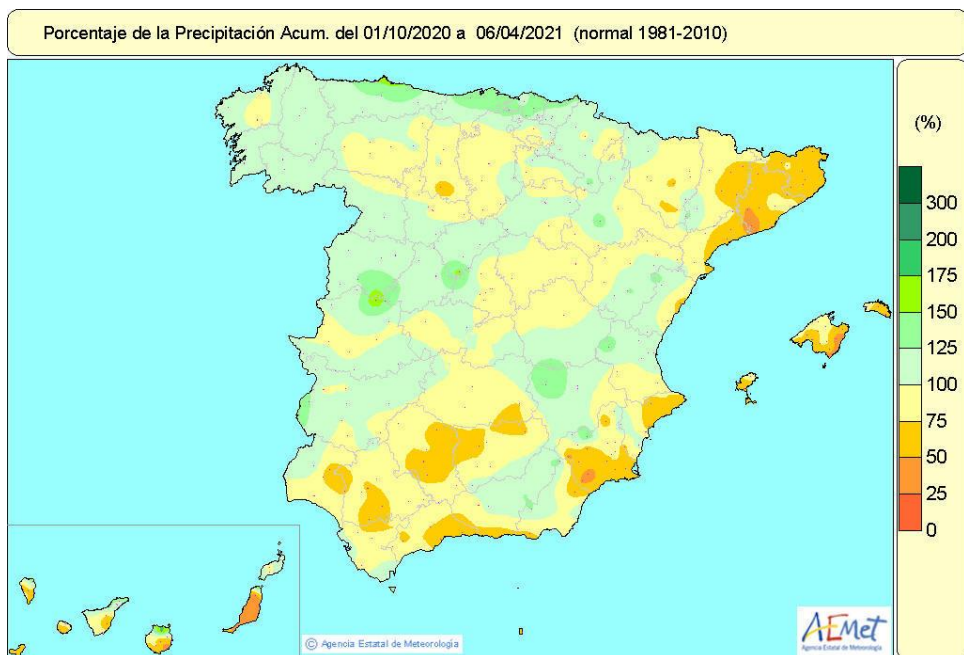 Porcentaje de la Precipitación Acum. del 01/10/2020 a 06/04/2021 (normal 1981-2010)
(%)
300
200
175
150
125
100
75
50
25
0
© Agencia Estatal de Meteorología
AEMet
Agencia Estatal de Meteorología